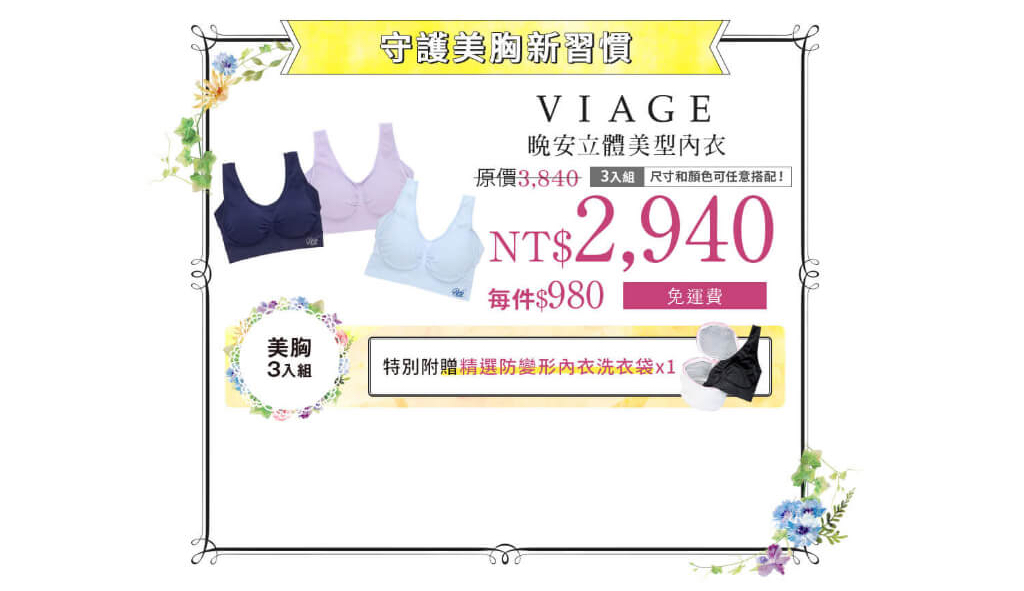 守護美胸新習慣
VIAGE
晚安立體美型內衣
原價3,840 3入組 尺寸和顏色可任意搭配！
NT$2,940
每件$980 免運費
美胸
3入組
特別附贈精選防變形內衣洗衣袋x1